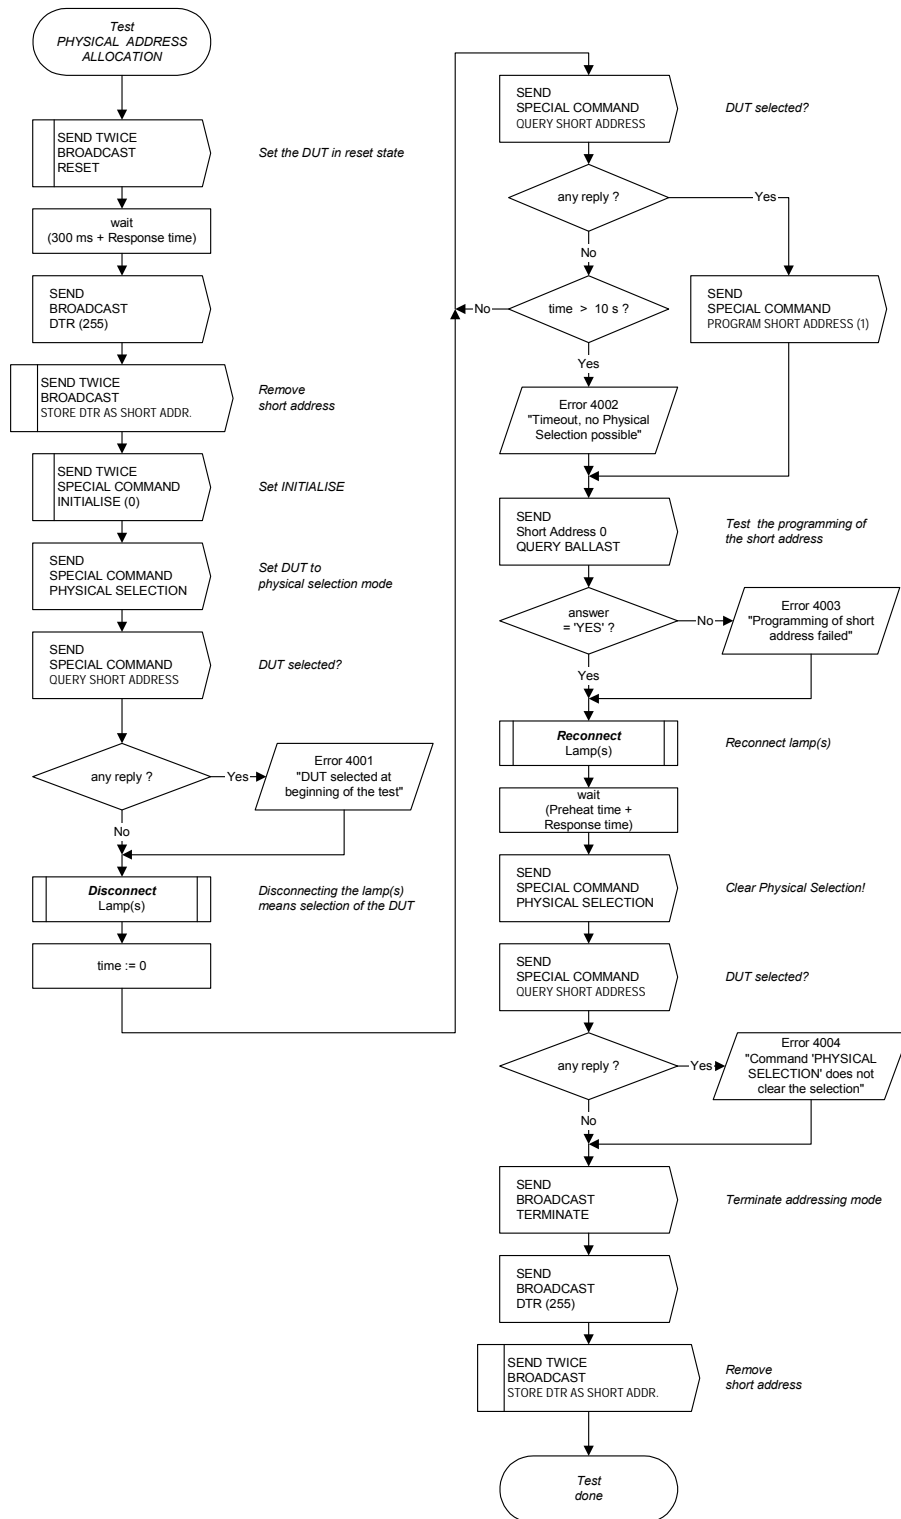 Test
PHYSICAL ADDRESS
ALLOCATION
SEND TWICE
BROADCAST
RESET
Set the DUT in reset state
wait
(300 ms + Response time)
SEND
BROADCAST
DTR (255)
SEND TWICE
BROADCAST
STORE DTR AS SHORT ADDR.
Remove
short address
SEND TWICE
SPECIAL COMMAND
INITIALISE (0)
Set INITIALISE
SEND
SPECIAL COMMAND
PHYSICAL SELECTION
Set DUT to
physical selection mode
SEND
SPECIAL COMMAND
QUERY SHORT ADDRESS
DUT selected?
any reply ?
Yes
Error 4001
"DUT selected at
beginning of the test"
No
Disconnect
Lamp(s)
Disconnecting the lamp(s)
means selection of the DUT
time := 0
SEND
SPECIAL COMMAND
QUERY SHORT ADDRESS
DUT selected?
any reply ?
Yes
No
time > 10 s ?
No
SEND
SPECIAL COMMAND
PROGRAM SHORT ADDRESS (1)
Yes
Error 4002
"Timeout, no Physical
Selection possible"
SEND
Short Address 0
QUERY BALLAST
Test the programming of
the short address
answer
= 'YES' ?
No
Error 4003
"Programming of short
address failed"
Yes
Reconnect
Lamp(s)
Reconnect lamp(s)
wait
(Preheat time +
Response time)
SEND
SPECIAL COMMAND
PHYSICAL SELECTION
Clear Physical Selection!
SEND
SPECIAL COMMAND
QUERY SHORT ADDRESS
DUT selected?
any reply ?
Yes
Error 4004
"Command 'PHYSICAL
SELECTION' does not
clear the selection"
No
SEND
BROADCAST
TERMINATE
Terminate addressing mode
SEND
BROADCAST
DTR (255)
SEND TWICE
BROADCAST
STORE DTR AS SHORT ADDR.
Remove
short address
Test
done